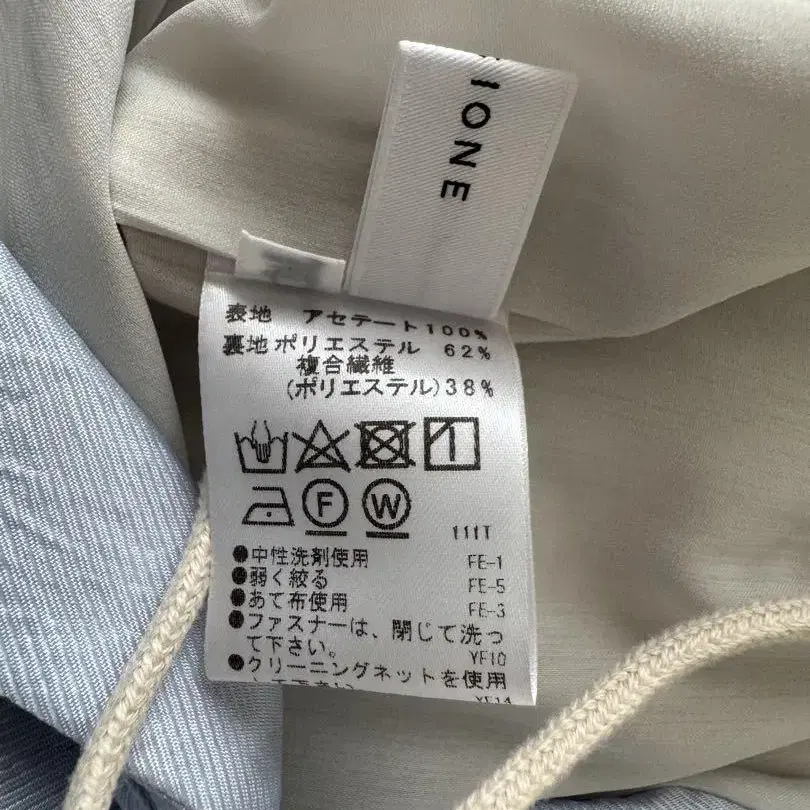 IONE
表地 アセテート100%
裏地 ポリエステル 62%
複合繊維
(ポリエステル)38%
F W
111T
●中性洗剤使用 FE-1
●弱く絞る FE-5
●あて布使用 FE-3
●ファスナーは、閉じて洗っ
て下さい。 YF10
●クリーニングネットを使用
YF14